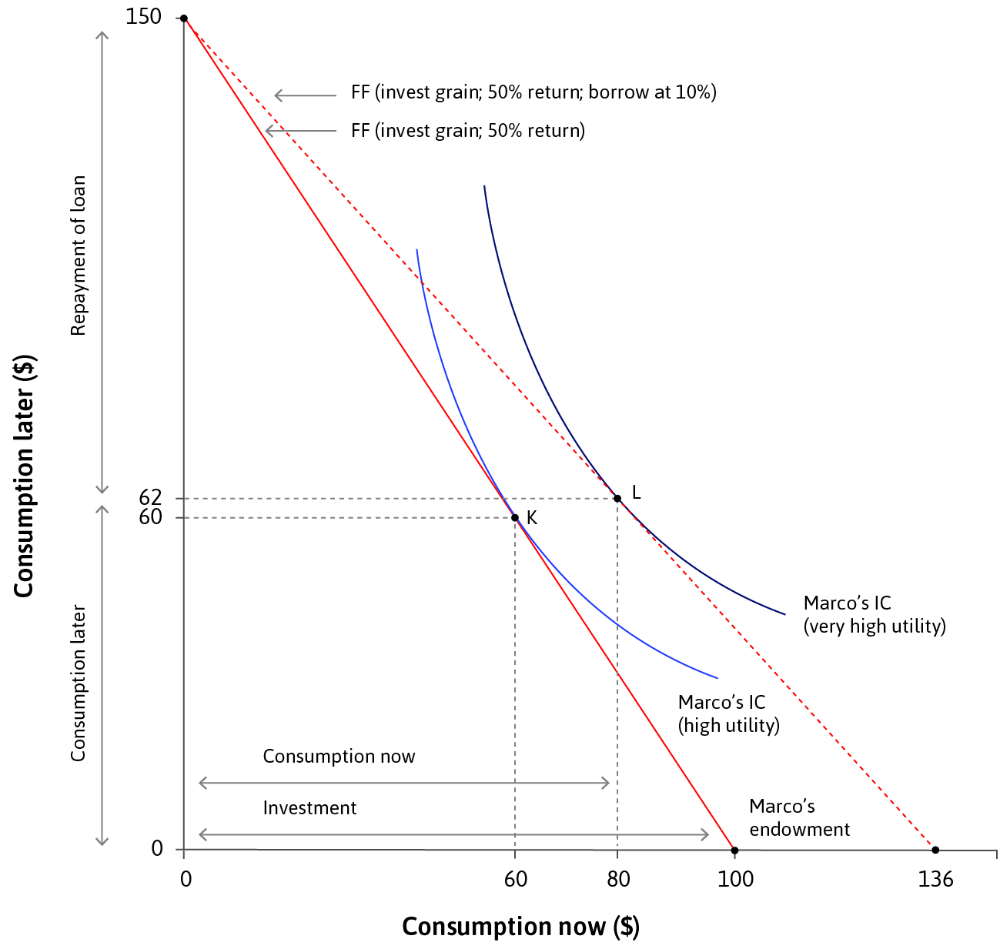 150
FF (invest grain; 50% return; borrow at 10%)
FF (invest grain; 50% return)
Repayment of loan
Consumption later ($)
62
60
L
K
Marco’s IC
(very high utility)
Consumption later
Marco’s IC
(high utility)
Consumption now
Investment
Marco’s
endowment
0
0
60
80
100
136
Consumption now ($)